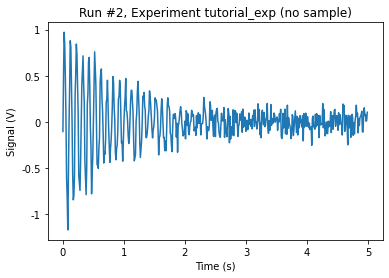 Run #2, Experiment tutorial_exp (no sample)
1
0.5
0
-0.5
-1
Signal (V)
0 1 2 3 4 5
Time (s)